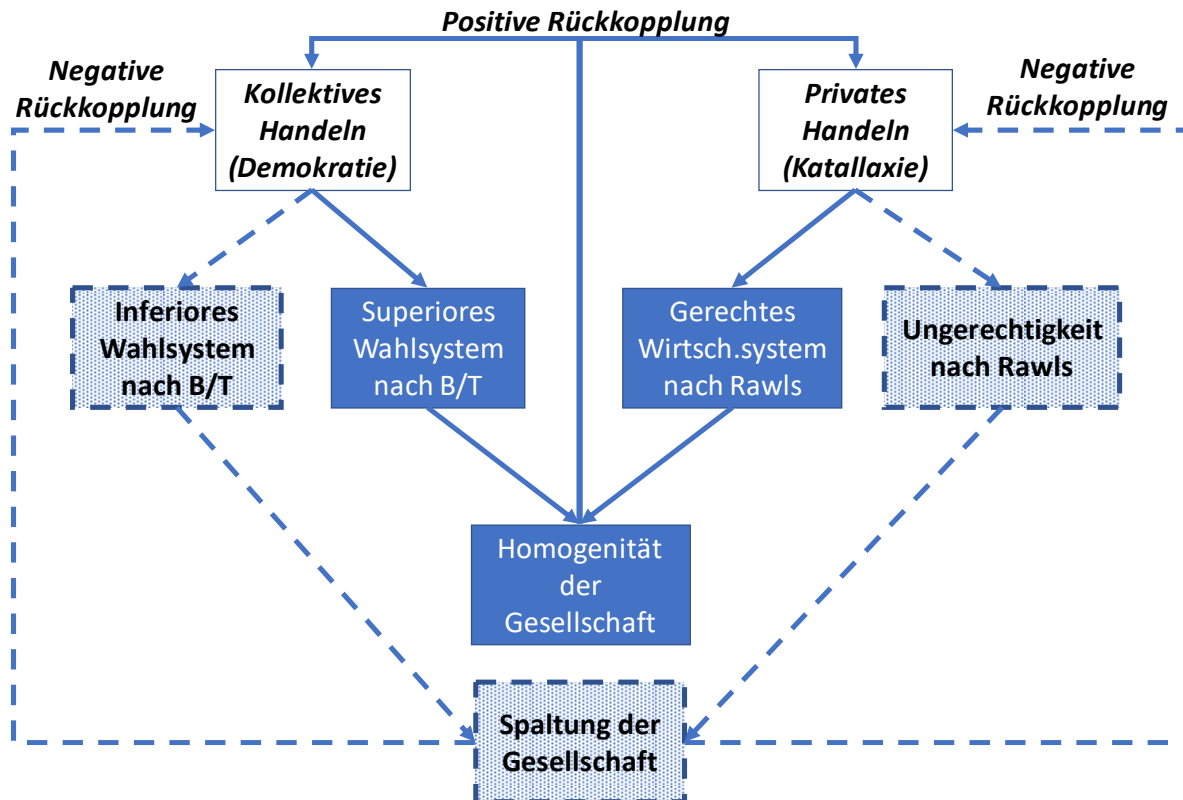 Positive Rückkopplung
Negative
Rückkopplung
Kollektives
Handeln
(Demokratie)
Privates
Handeln
(Katallaxie)
Negative
Rückkopplung
Inferiores
Wahlsystem
nach B/T
Superiores
Wahlsystem
nach B/T
Gerechtes
Wirtsch.system
nach Rawls
Ungerechtigkeit
nach Rawls
Homogenität
der
Gesellschaft
Spaltung der
Gesellschaft